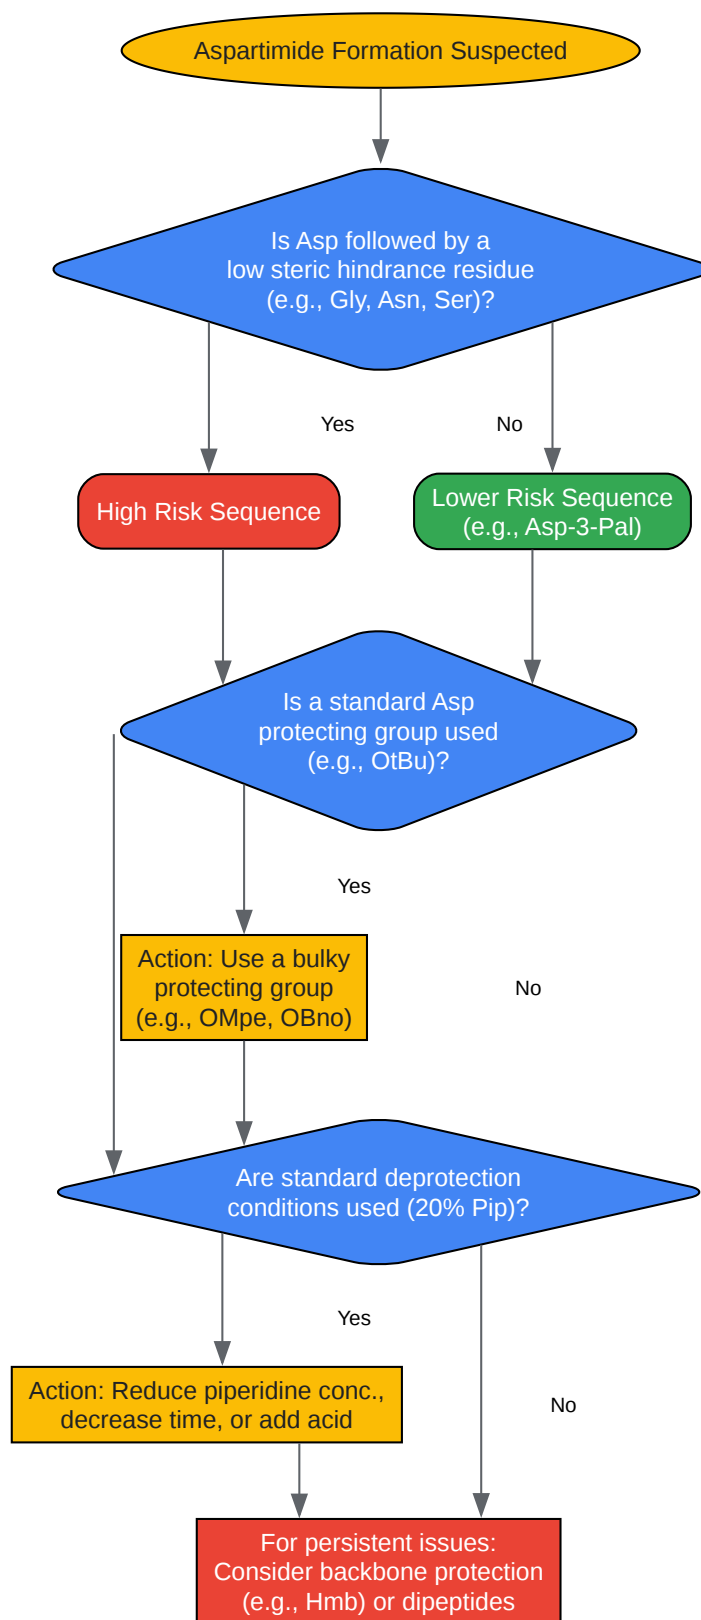 Aspartimide Formation Suspected
Is Asp followed by a
low steric hindrance residue
(e.g., Gly, Asn, Ser)?
Yes
No
High Risk Sequence
Lower Risk Sequence
(e.g., Asp-3-Pal)
Is a standard Asp
protecting group used
(e.g., OtBu)?
Yes
Action: Use a bulky
protecting group
(e.g., OMpe, OBno)
No
Are standard deprotection
conditions used (20% Pip)?
Yes
Action: Reduce piperidine conc.,
decrease time, or add acid
No
For persistent issues:
Consider backbone protection
(e.g., Hmb) or dipeptides